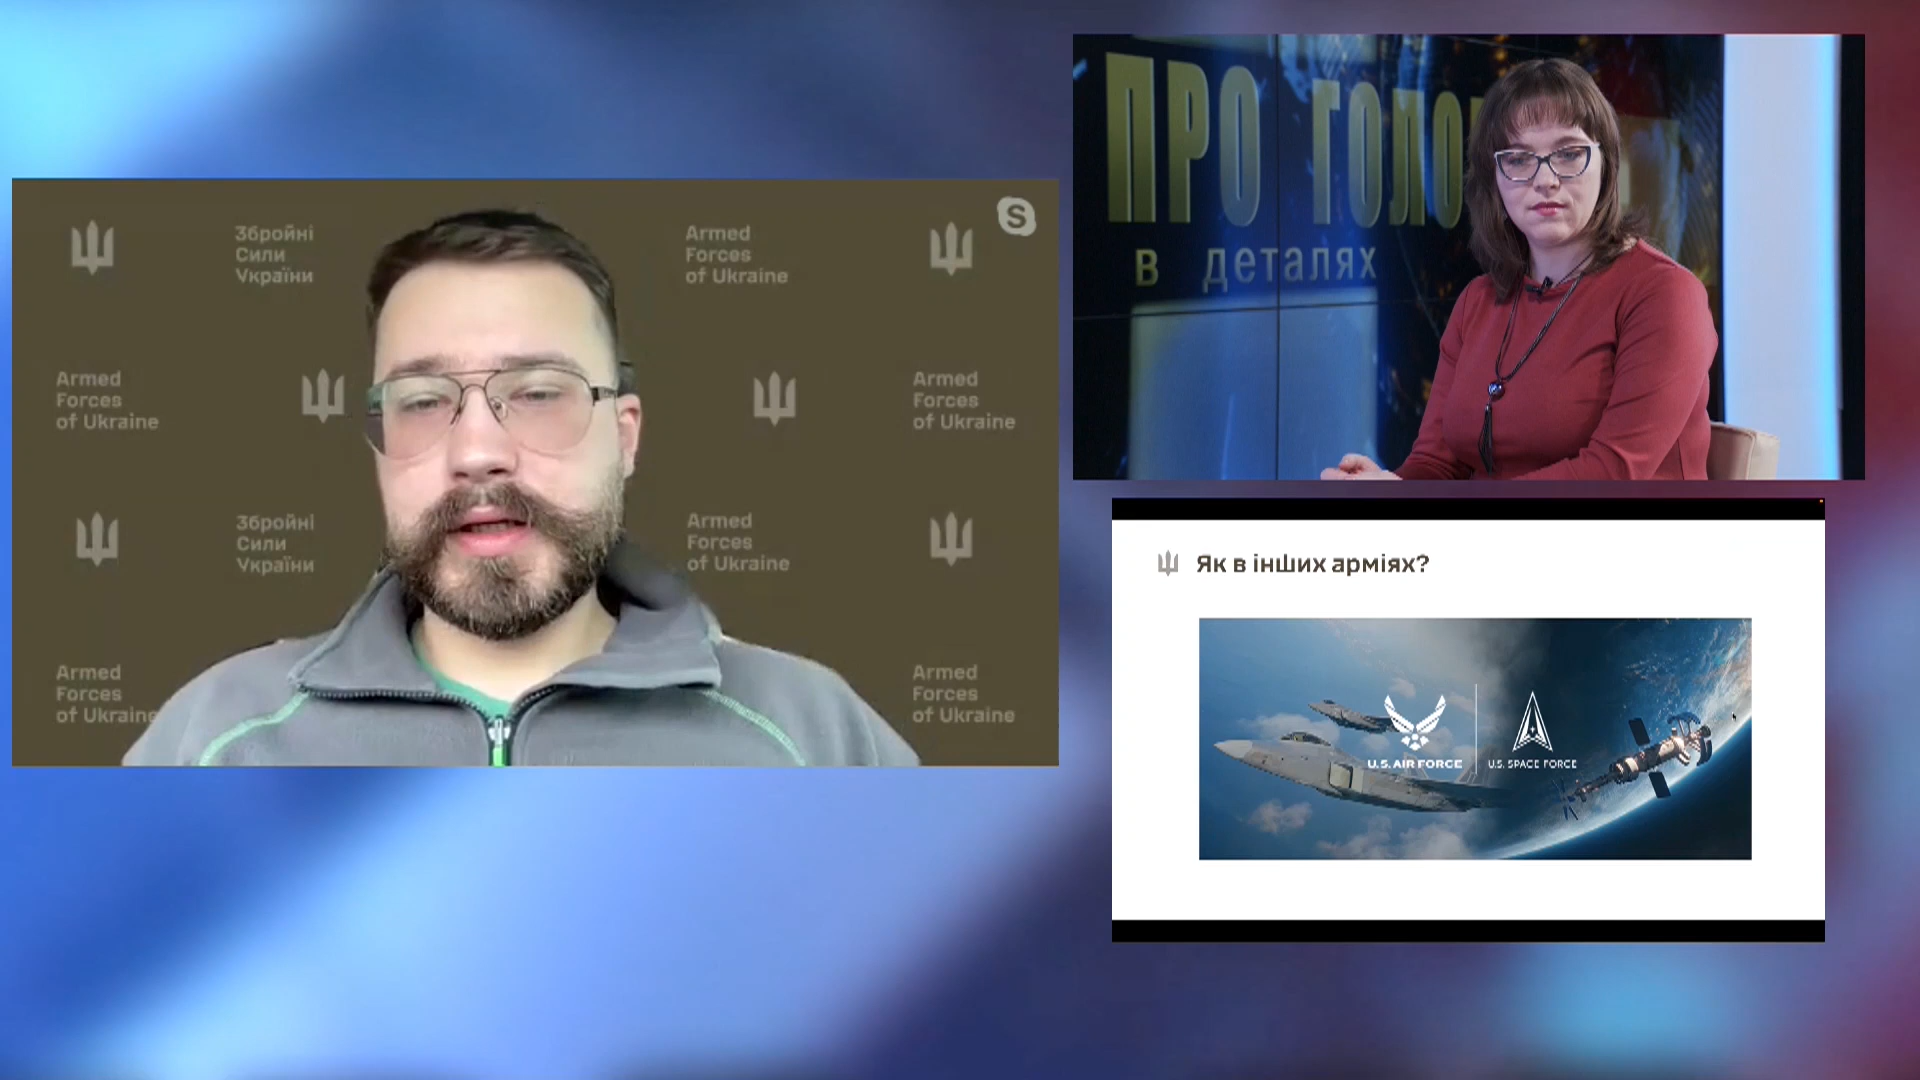 Збройні
Сили
України
Armed
Forces
of Ukraine
S
Armed
Forces
of Ukraine
Armed
Forces
of Ukraine
Збройні
Сили
України
Armed
Forces
of Ukraine
Armed
Forces
of Ukraine
Armed
Forces
of Ukraine
ПРО ГОЛО
в деталях
Як в інших арміях?
U.S. AIR FORCE
U.S. SPACE FORCE